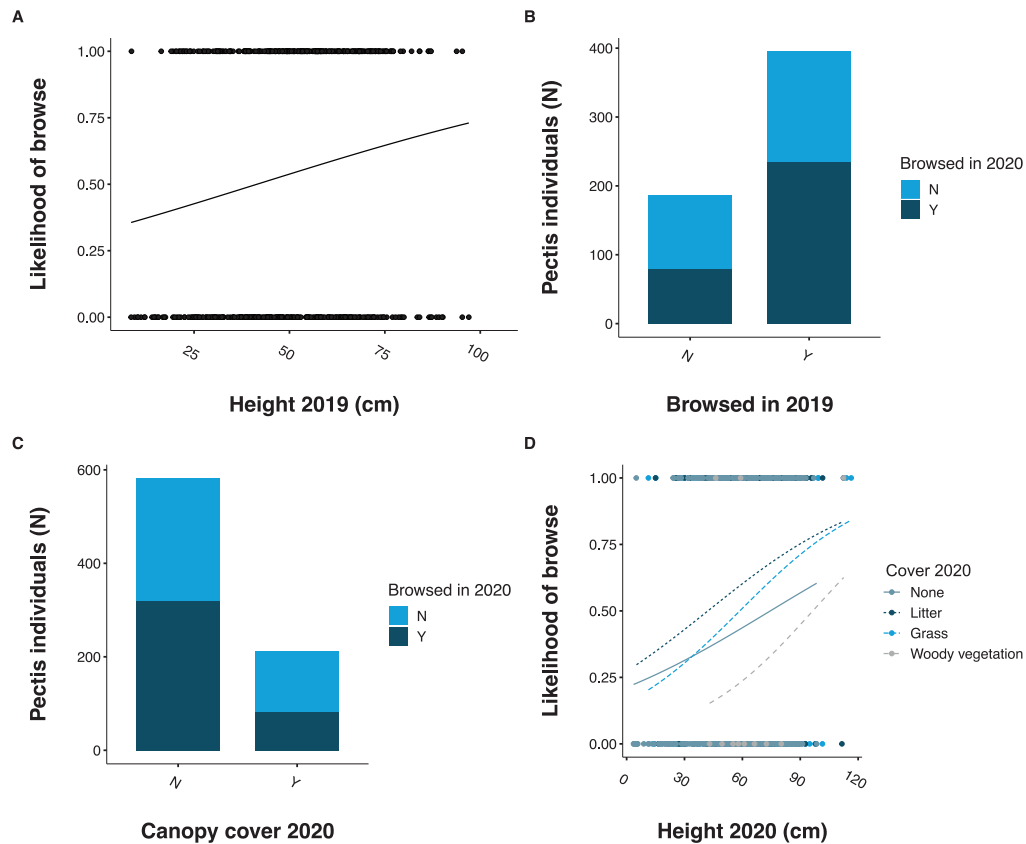 A
Likelihood of browse
1.00
0.75
0.50
0.25
0.00
25
50
75
100
Height 2019 (cm)
B
Pectis individuals (N)
400
300
200
100
0
N
Y
Browsed in 2019
Browsed in 2020
N
Y
C
Pectis individuals (N)
600
400
200
0
N
Y
Canopy cover 2020
Browsed in 2020
N
Y
D
Likelihood of browse
1.00
0.75
0.50
0.25
0.00
0
30
60
90
120
Height 2020 (cm)
Cover 2020
None
Litter
Grass
Woody vegetation